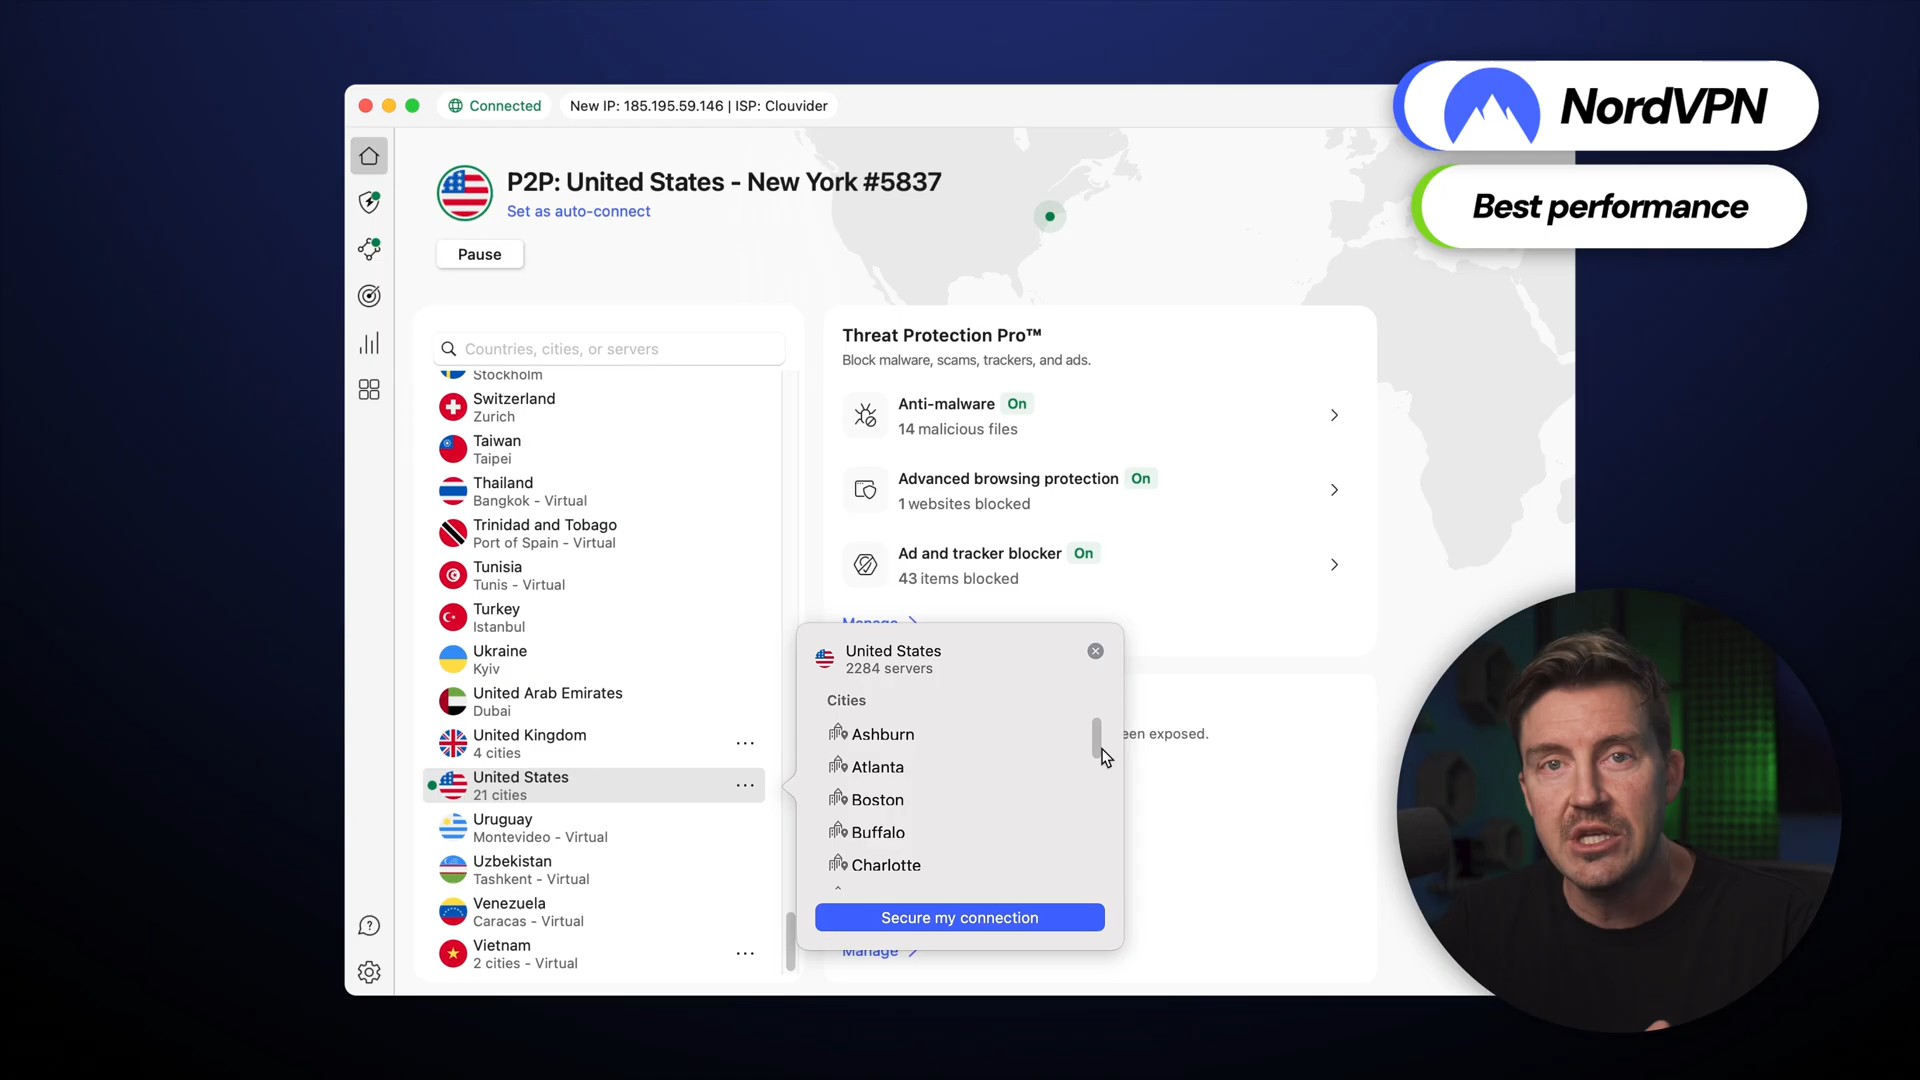 Connected
New IP: 185.195.59.146 | ISP: Clouvider
NordVPN
Best performance
P2P: United States - New York #5837
Set as auto-connect
Pause
Countries, cities, or servers
Stockholm
Switzerland
Zurich
Taiwan
Taipei
Thailand
Bangkok - Virtual
Trinidad and Tobago
Port of Spain - Virtual
Tunisia
Tunis - Virtual
Turkey
Istanbul
Ukraine
Kyiv
United Arab Emirates
Dubai
United Kingdom
4 cities
United States
21 cities
Uruguay
Montevideo - Virtual
Uzbekistan
Tashkent - Virtual
Venezuela
Caracas - Virtual
Vietnam
2 cities - Virtual
Threat Protection Pro™
Block malware, scams, trackers, and ads.
Anti-malware On
14 malicious files
Advanced browsing protection On
1 websites blocked
Ad and tracker blocker On
43 items blocked
Manage
United States
2284 servers
Cities
Ashburn
Atlanta
Boston
Buffalo
Charlotte
Secure my connection
een exposed.
Manage